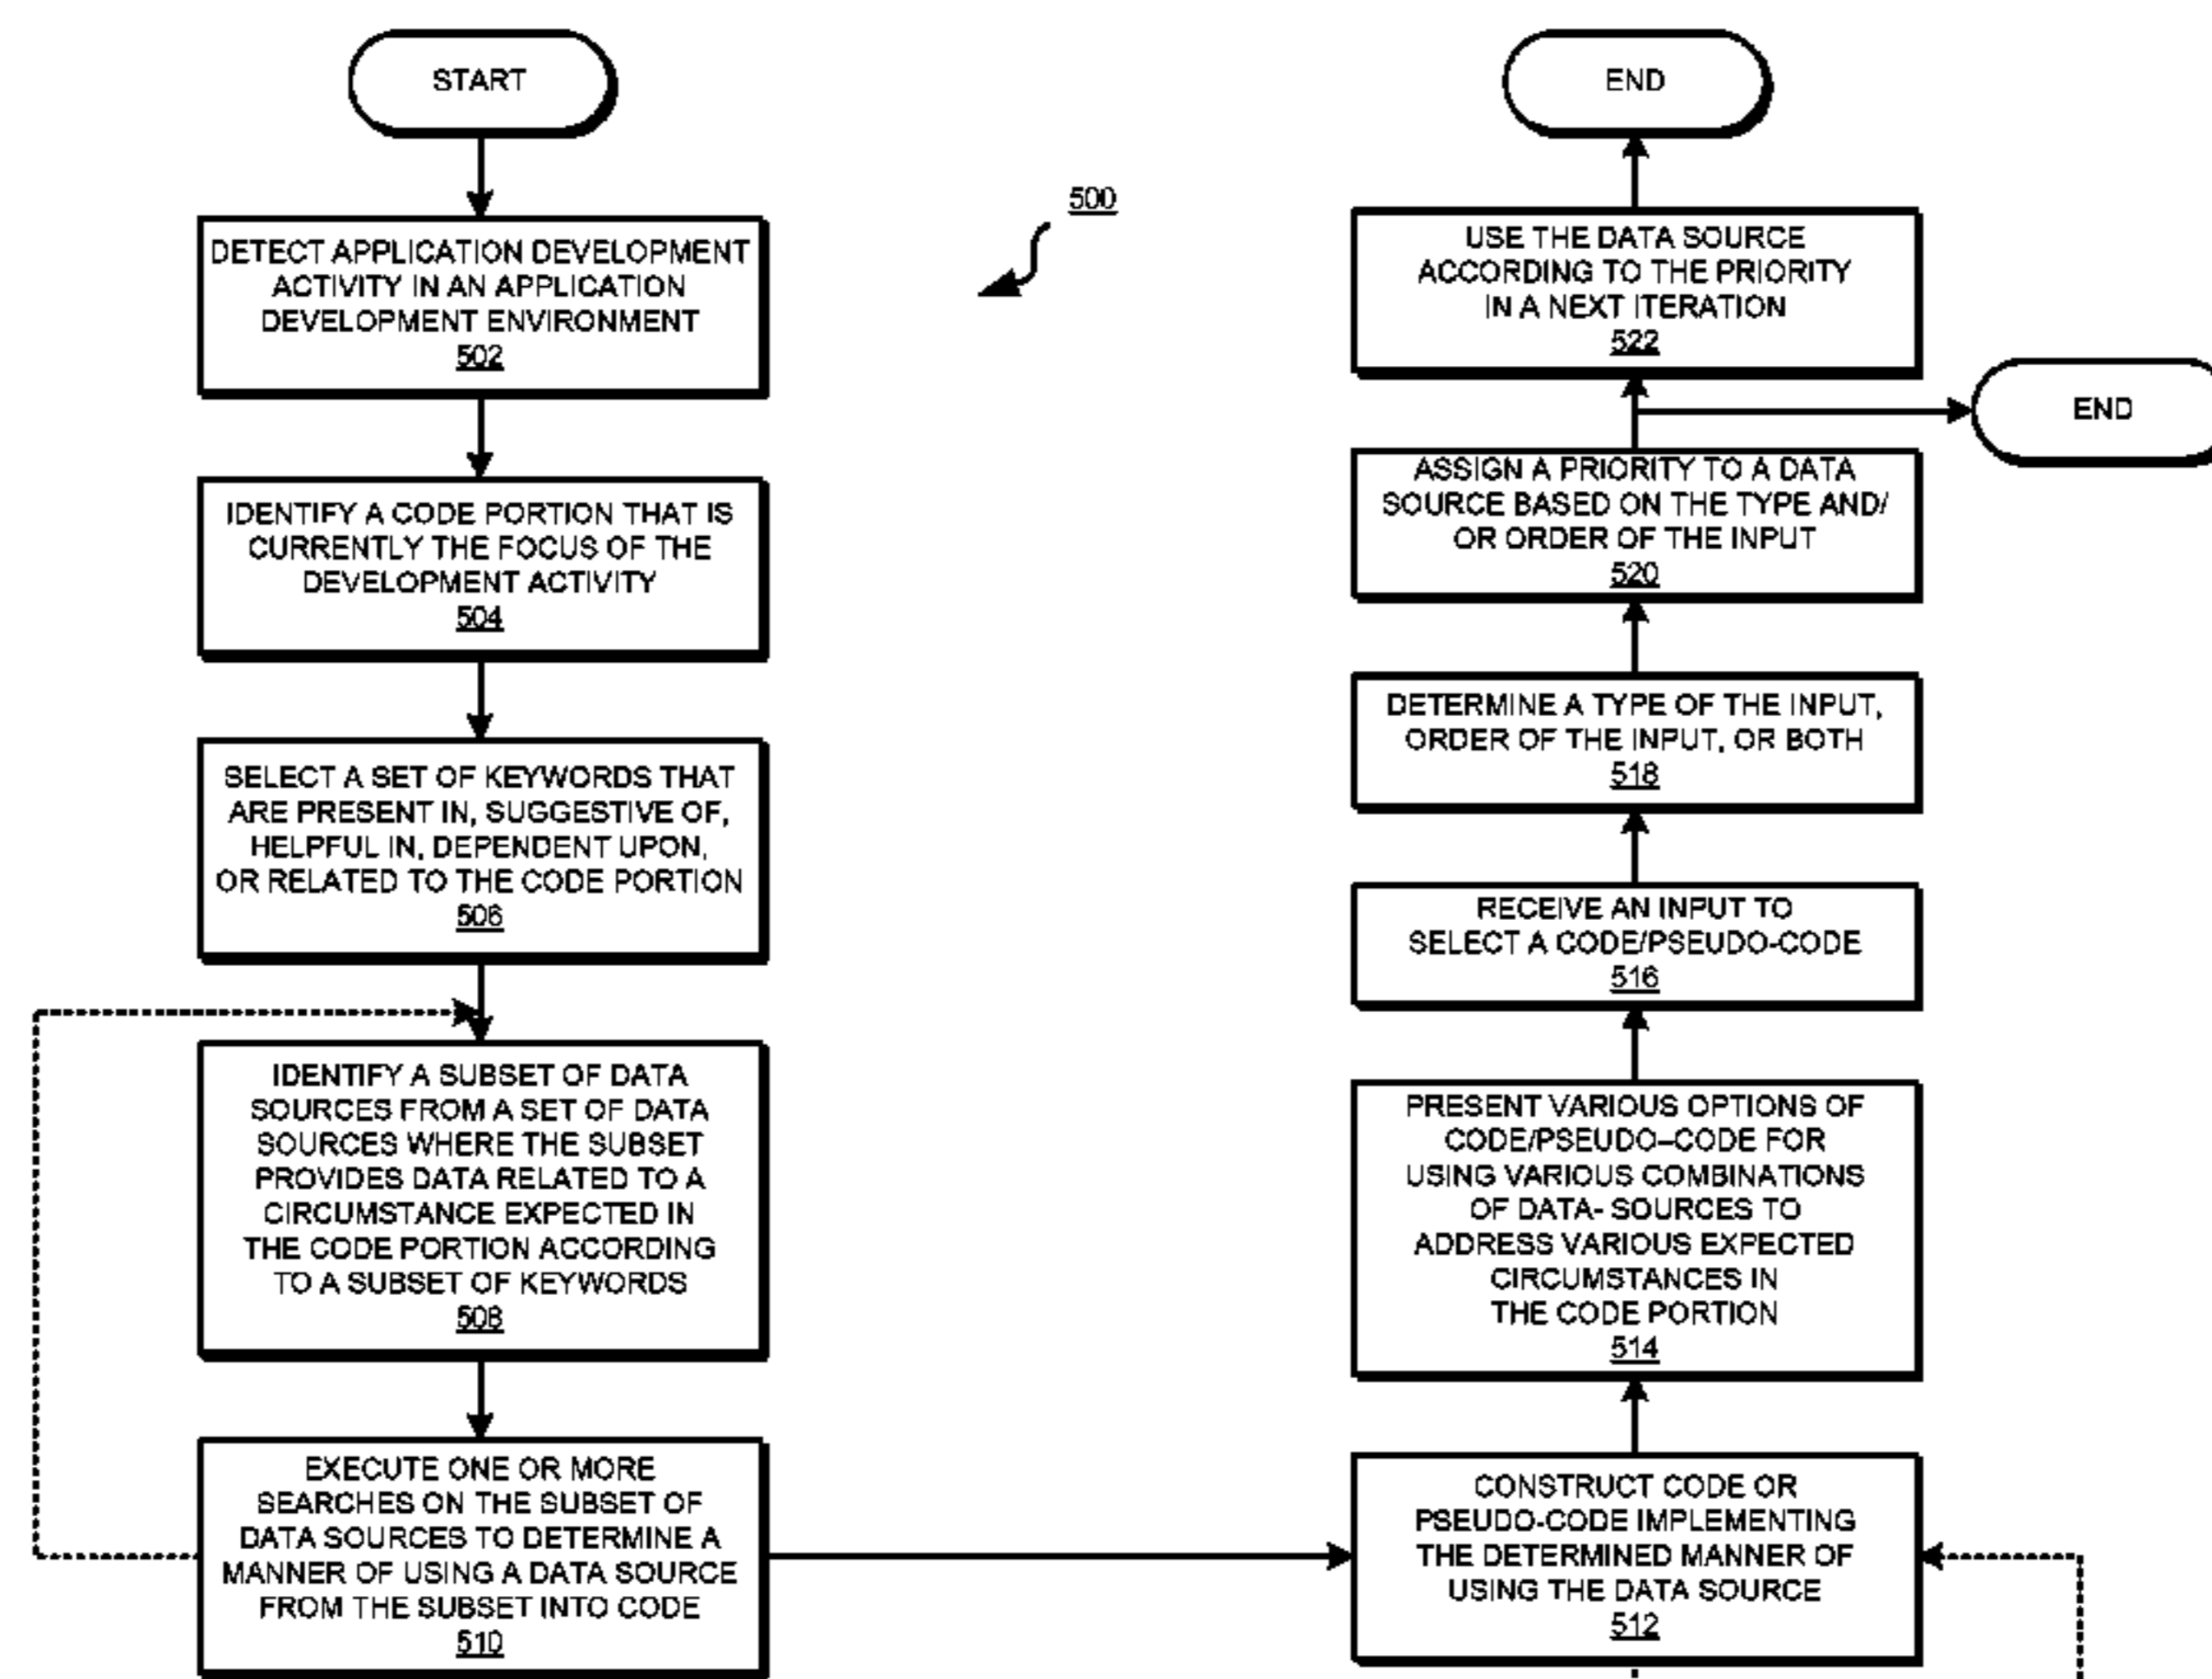 START
DETECT APPLICATION DEVELOPMENT
ACTIVITY IN AN APPLICATION
DEVELOPMENT ENVIRONMENT
502
IDENTIFY A CODE PORTION THAT IS
CURRENTLY THE FOCUS OF THE
DEVELOPMENT ACTIVITY
504
SELECT A SET OF KEYWORDS THAT
ARE PRESENT IN, SUGGESTIVE OF,
HELPFUL IN, DEPENDENT UPON,
OR RELATED TO THE CODE PORTION
506
IDENTIFY A SUBSET OF DATA
SOURCES FROM A SET OF DATA
SOURCES WHERE THE SUBSET
PROVIDES DATA RELATED TO A
CIRCUMSTANCE EXPECTED IN
THE CODE PORTION ACCORDING
TO A SUBSET OF KEYWORDS
508
EXECUTE ONE OR MORE
SEARCHES ON THE SUBSET OF
DATA SOURCES TO DETERMINE A
MANNER OF USING A DATA SOURCE
FROM THE SUBSET INTO CODE
510
500
END
USE THE DATA SOURCE
ACCORDING TO THE PRIORITY
IN A NEXT ITERATION
522
END
ASSIGN A PRIORITY TO A DATA
SOURCE BASED ON THE TYPE AND/
OR ORDER OF THE INPUT
520
DETERMINE A TYPE OF THE INPUT,
ORDER OF THE INPUT, OR BOTH
518
RECEIVE AN INPUT TO
SELECT A CODE/PSEUDO-CODE
516
PRESENT VARIOUS OPTIONS OF
CODE/PSEUDO–CODE FOR
USING VARIOUS COMBINATIONS
OF DATA- SOURCES TO
ADDRESS VARIOUS EXPECTED
CIRCUMSTANCES IN
THE CODE PORTION
514
CONSTRUCT CODE OR
PSEUDO-CODE IMPLEMENTING
THE DETERMINED MANNER OF
USING THE DATA SOURCE
512